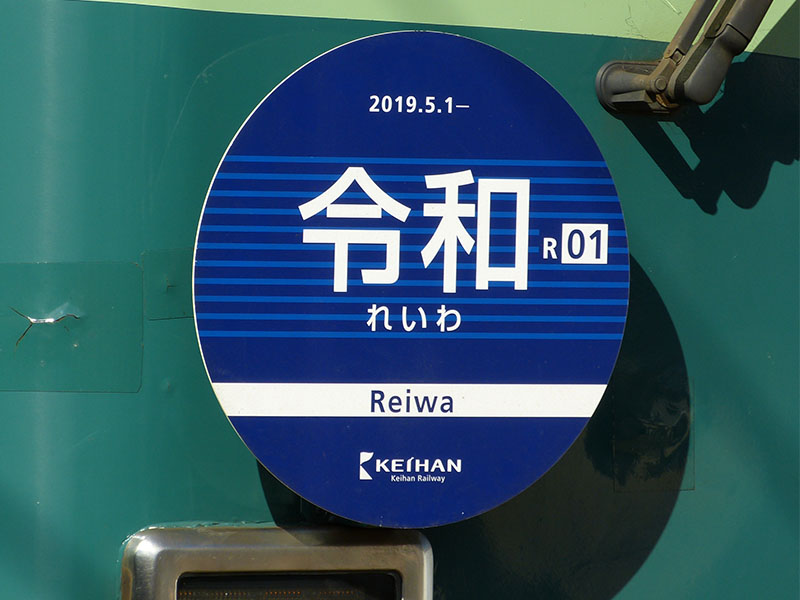 2019.5.1−
令和 R 01
れいわ
Reiwa
KEIHAN
Keihan Railway